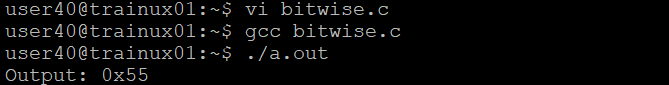 user40@trainux01:~$ vi bitwise.c
user40@trainux01:~$ gcc bitwise.c
user40@trainux01:~$ ./a.out
Output: 0x55